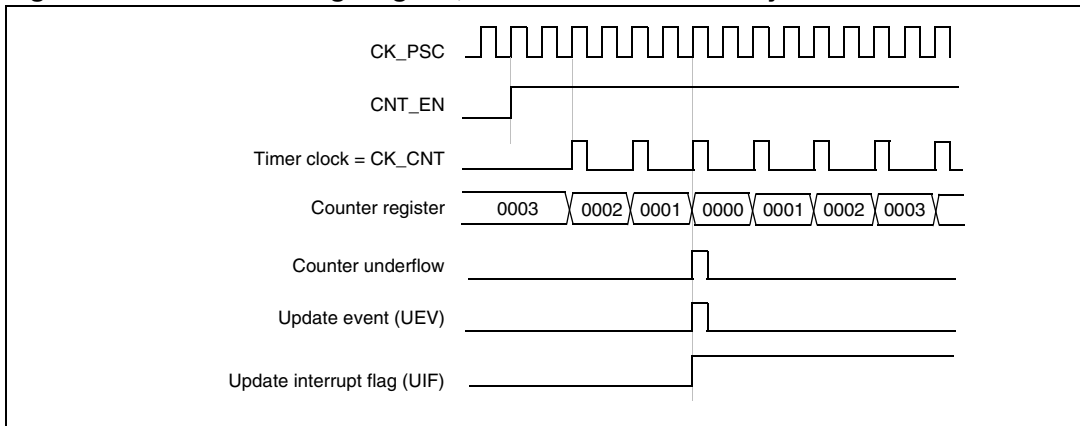 CK_PSC
CNT_EN
Timer clock = CK_CNT
Counter register 0003 0002 0001 0000 0001 0002 0003
Counter underflow
Update event (UEV)
Update interrupt flag (UIF)